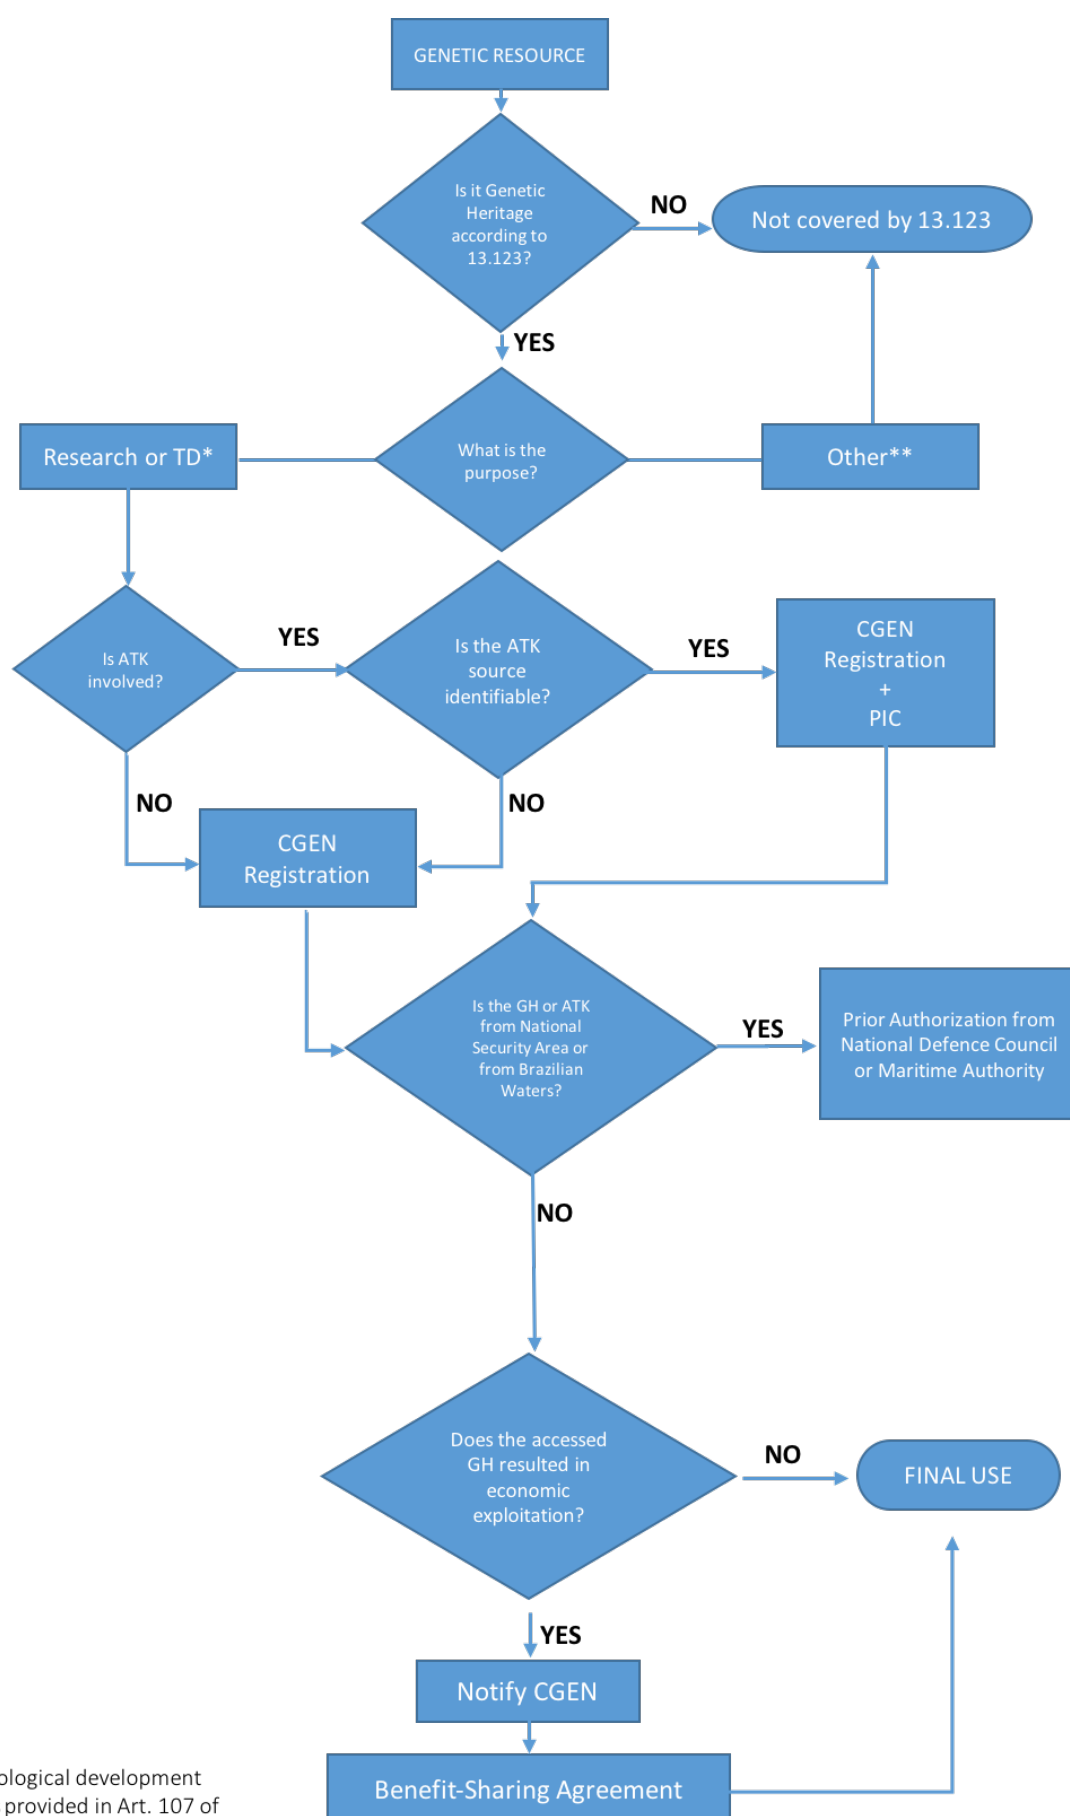 GENETIC RESOURCE
Is it Genetic
Heritage
according to
13.123?
NO
Not covered by 13.123
YES
Research or TD*
What is the
purpose?
Other**
Is ATK
involved?
YES
Is the ATK
source
identifiable?
YES
CGEN
Registration
+
PIC
NO
NO
CGEN
Registration
Is the GH or ATK
from National
Security Area or
from Brazilian
Waters?
YES
Prior Authorization from
National Defence Council
or Maritime Authority
NO
Does the accessed
GH resulted in
economic
exploitation?
NO
FINAL USE
YES
Notify CGEN
Benefit-Sharing Agreement
ological development
provided in Art. 107 of